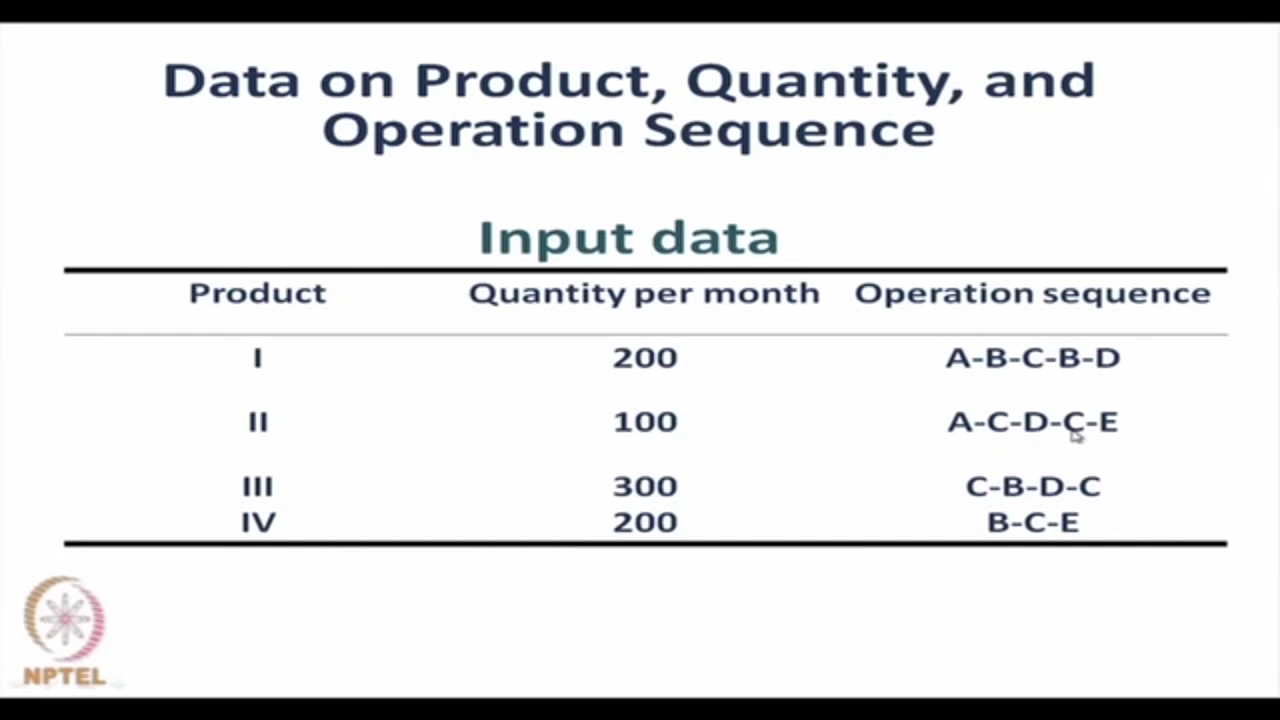 Data on Product, Quantity, and
Operation Sequence
Input data
Product Quantity per month Operation sequence
I 200 A-B-C-B-D
II 100 A-C-D-C-E
III 300 C-B-D-C
IV 200 B-C-E
NPTEL